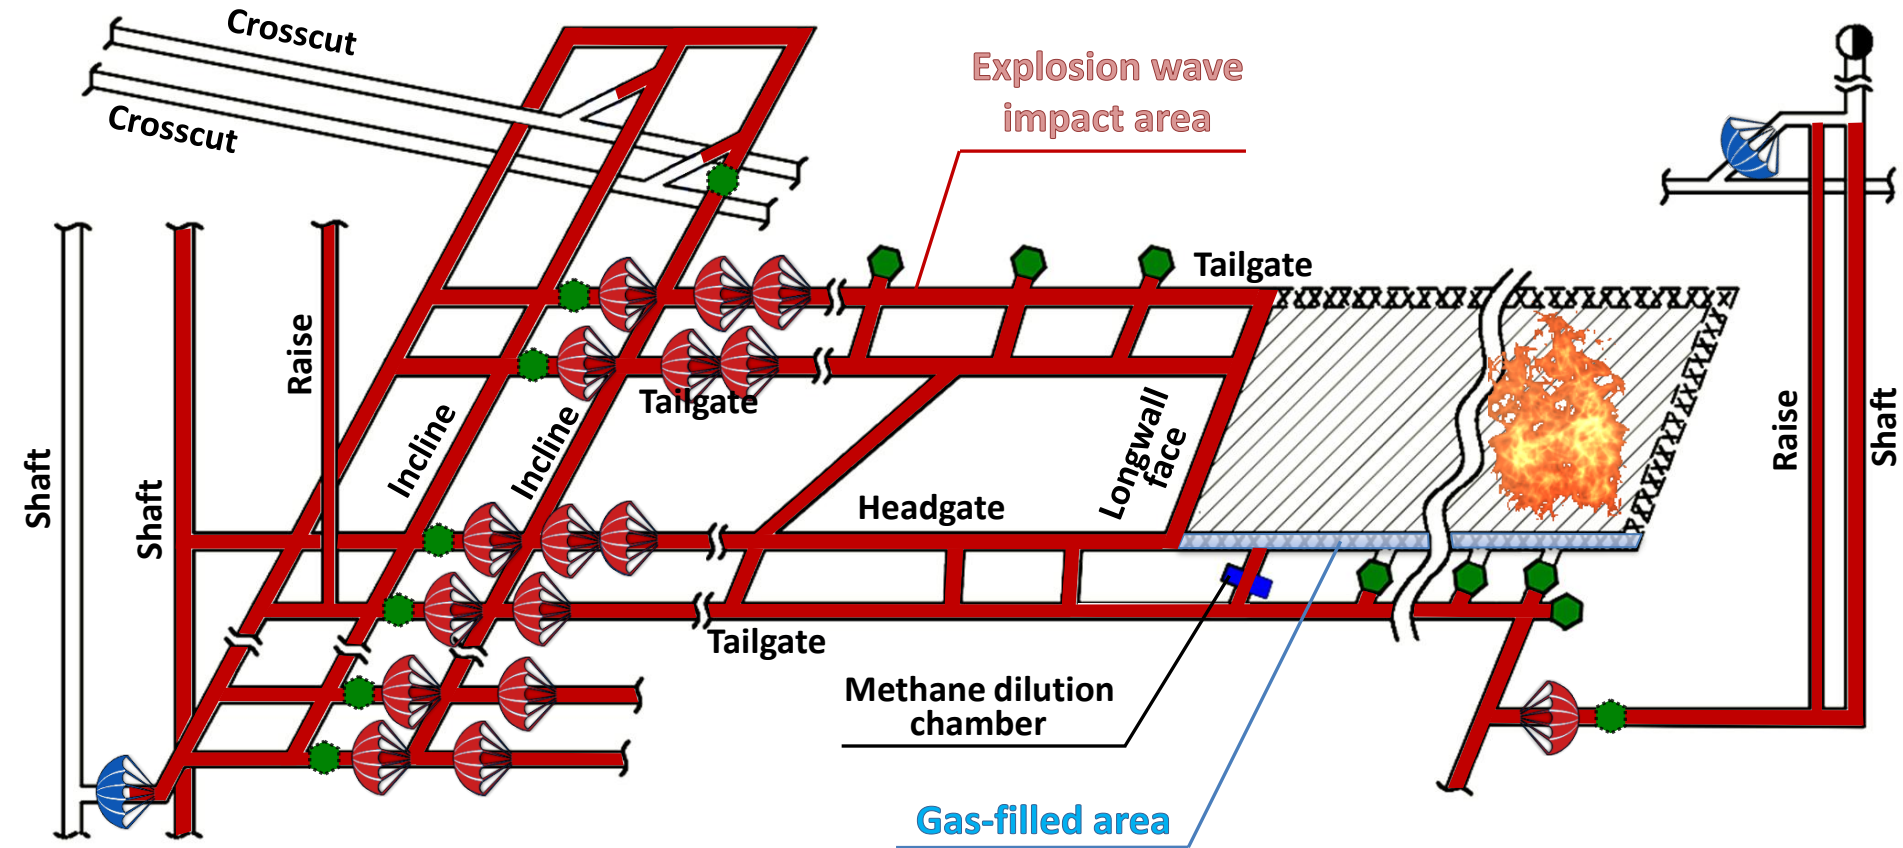 Crosscut
Crosscut
Explosion wave
impact area
Tailgate
Raise
Tailgate
Incline
Incline
Longwall
face
Shaft
Shaft
Headgate
Raise
Shaft
Tailgate
Methane dilution
chamber
Gas-filled area